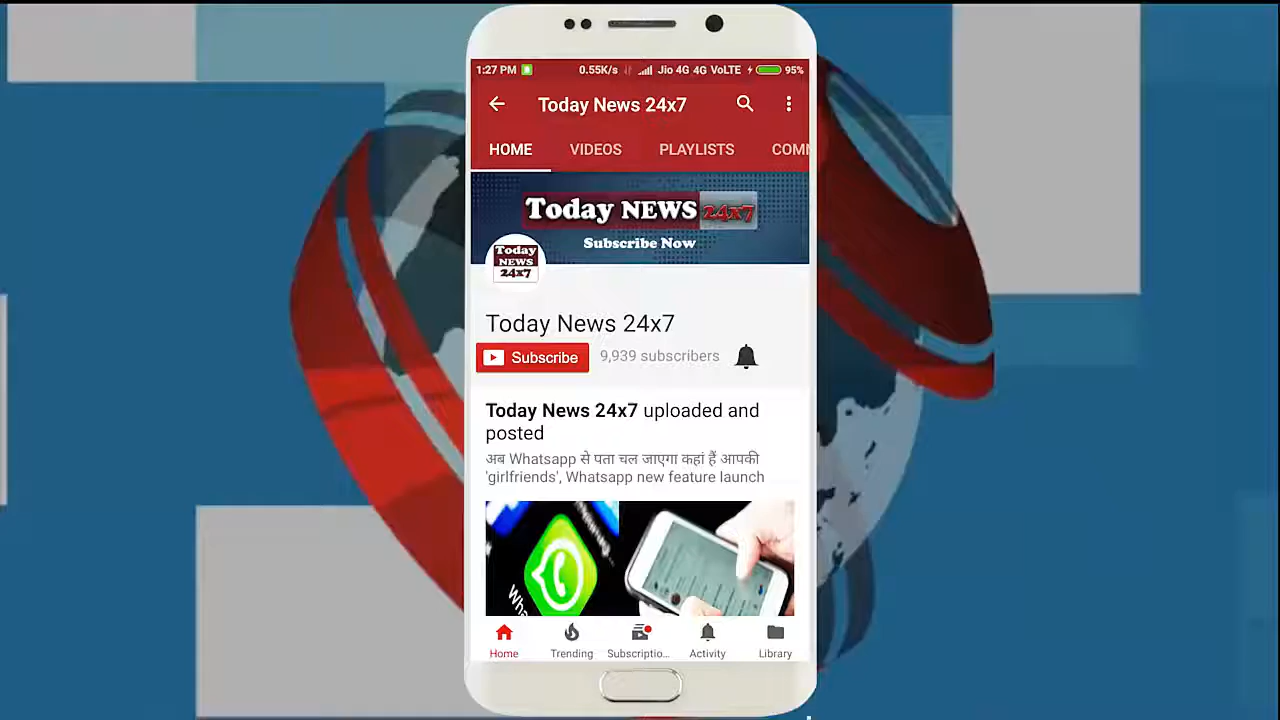 1:27 PM 0.55K/s Jio 4G 4G VoLTE 95%
Today News 24x7
HOME VIDEOS PLAYLISTS COMM
Today NEWS 24x7
Subscribe Now
Today
NEWS
24x7
Today News 24x7
Subscribe 9,939 subscribers
Today News 24x7 uploaded and
posted
अब Whatsapp से पता चल जाएगा कहां हैं आपकी
'girlfriends', Whatsapp new feature launch
Wha
Home Trending Subscriptio... Activity Library